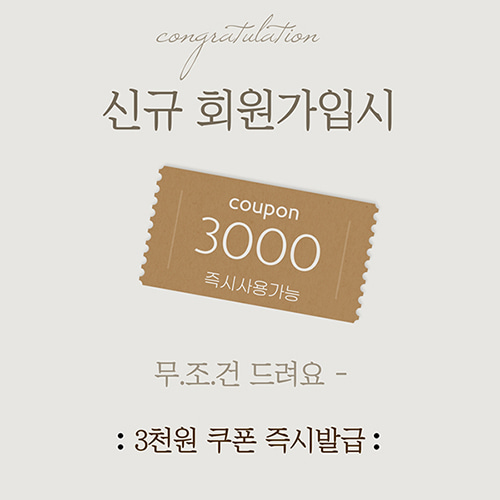 congratulation
신규 회원가입시
coupon
3000
즉시사용가능
무.조.건 드려요 -
: 3천원 쿠폰 즉시발급 :